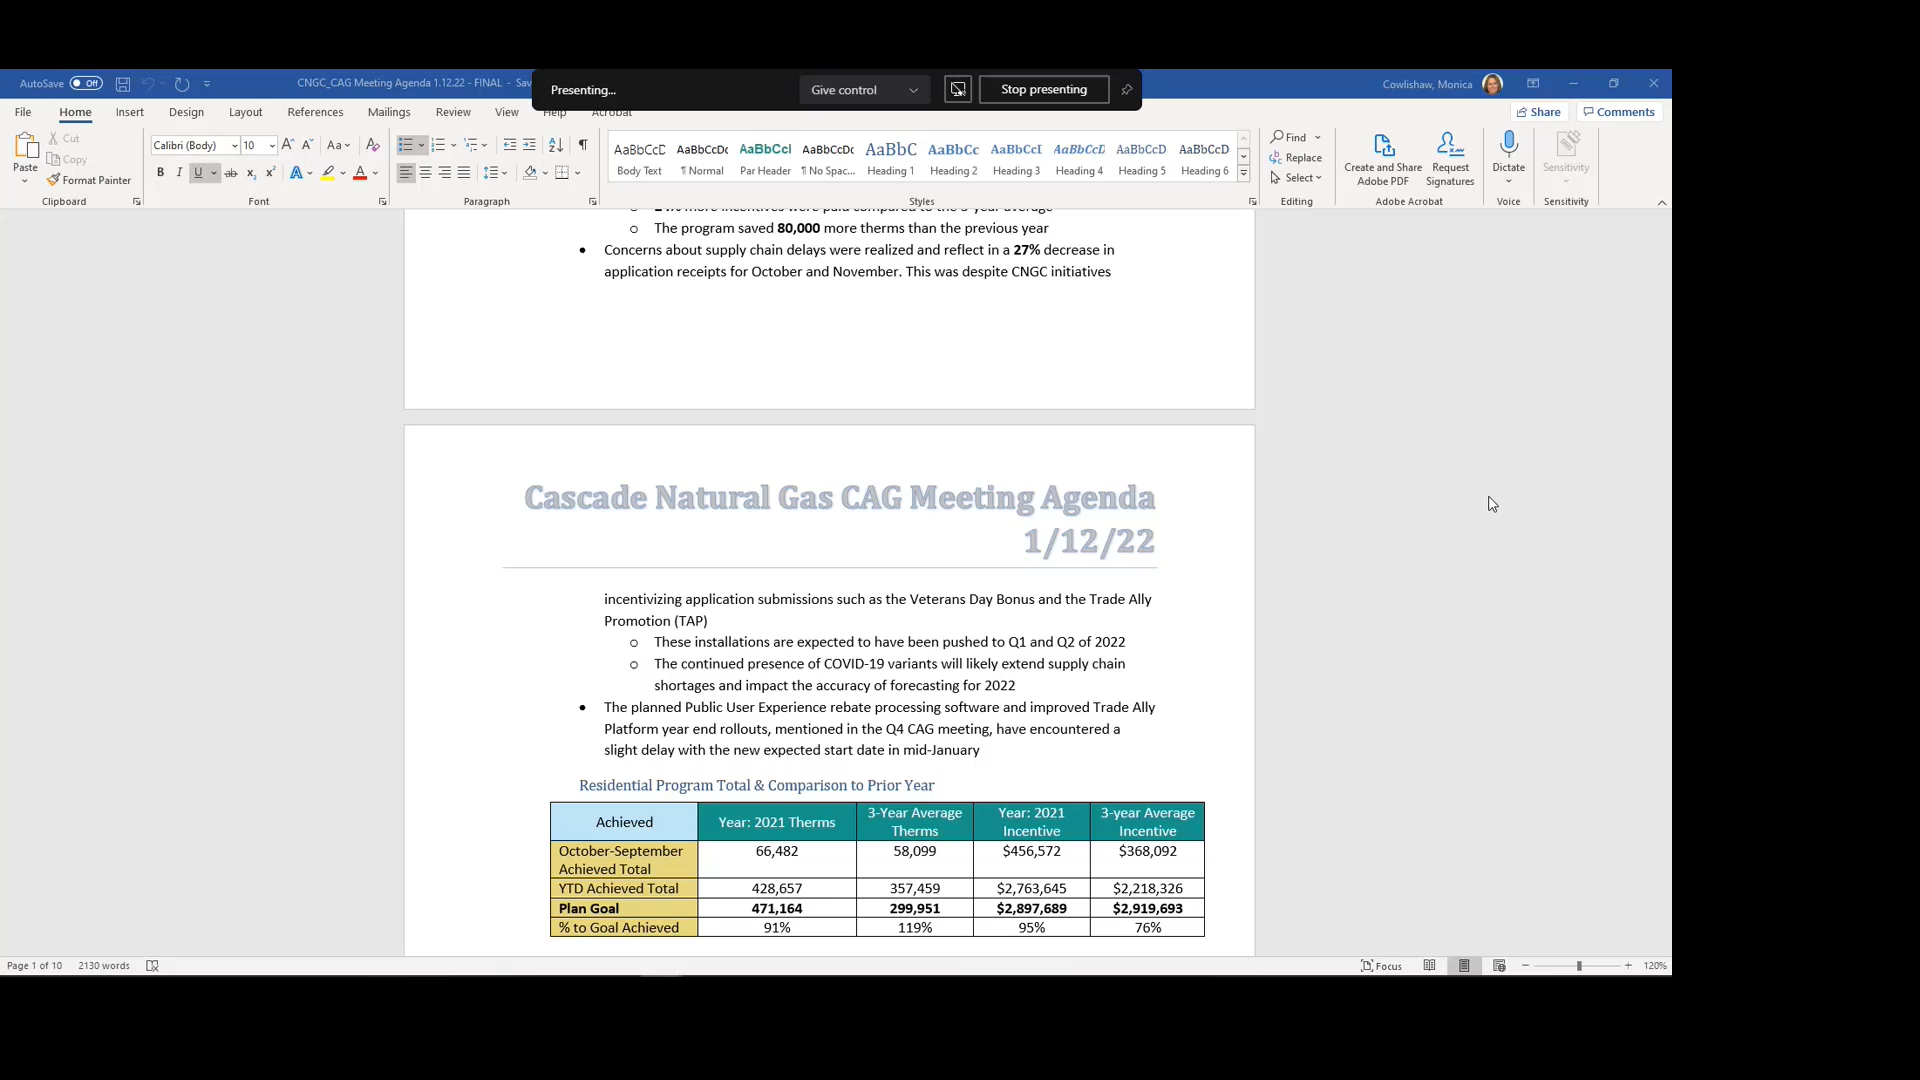 AutoSave Off
CNGC_CAG Meeting Agenda 1.12.22 - FINAL - Sav
Presenting...
Give control
Stop presenting
Cowlishaw, Monica
File Home Insert Design Layout References Mailings Review View Help Acrobat
Share
Comments
Paste
Cut
Copy
Format Painter
Clipboard
Calibri (Body) 10
Font
Paragraph
AaBbCcD AaBbCcDc AaBbCcI AaBbCcDc AaBbC AaBbCc AaBbCcI AaBbCcD AaBbCcD AaBbCcD
Body Text ¶ Normal Par Header ¶ No Spac... Heading 1 Heading 2 Heading 3 Heading 4 Heading 5 Heading 6
Styles
Find
Replace
Select
Editing
Create and Share
Adobe PDF
Request
Signatures
Adobe Acrobat
Dictate
Voice
Sensitivity
Sensitivity
more incentives were paid compared to the 3-year average
o The program saved 80,000 more therms than the previous year
• Concerns about supply chain delays were realized and reflect in a 27% decrease in
application receipts for October and November. This was despite CNGC initiatives
Cascade Natural Gas CAG Meeting Agenda
1/12/22
incentivizing application submissions such as the Veterans Day Bonus and the Trade Ally
Promotion (TAP)
o These installations are expected to have been pushed to Q1 and Q2 of 2022
o The continued presence of COVID-19 variants will likely extend supply chain
shortages and impact the accuracy of forecasting for 2022
• The planned Public User Experience rebate processing software and improved Trade Ally
Platform year end rollouts, mentioned in the Q4 CAG meeting, have encountered a
slight delay with the new expected start date in mid-January
Residential Program Total & Comparison to Prior Year
Achieved Year: 2021 Therms 3-Year Average Therms Year: 2021 Incentive 3-year Average Incentive
October-September Achieved Total 66,482 58,099 $456,572 $368,092
YTD Achieved Total 428,657 357,459 $2,763,645 $2,218,326
Plan Goal 471,164 299,951 $2,897,689 $2,919,693
% to Goal Achieved 91% 119% 95% 76%
Page 1 of 10 2130 words
Focus
120%